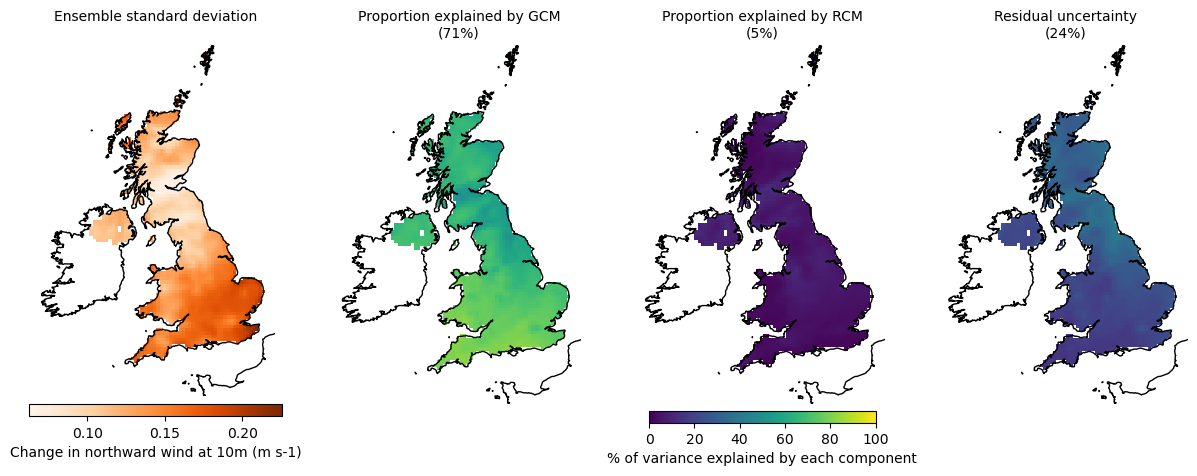 Ensemble standard deviation
Proportion explained by GCM
(71%)
Proportion explained by RCM
(5%)
Residual uncertainty
(24%)
0.10 0.15 0.20
Change in northward wind at 10m (m s-1)
0 20 40 60 80 100
% of variance explained by each component